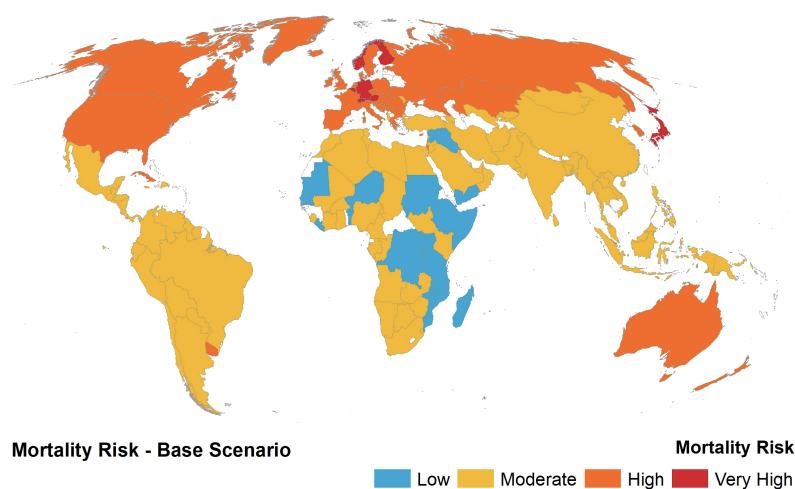 Mortality Risk - Base Scenario
Mortality Risk
Low Moderate High Very High